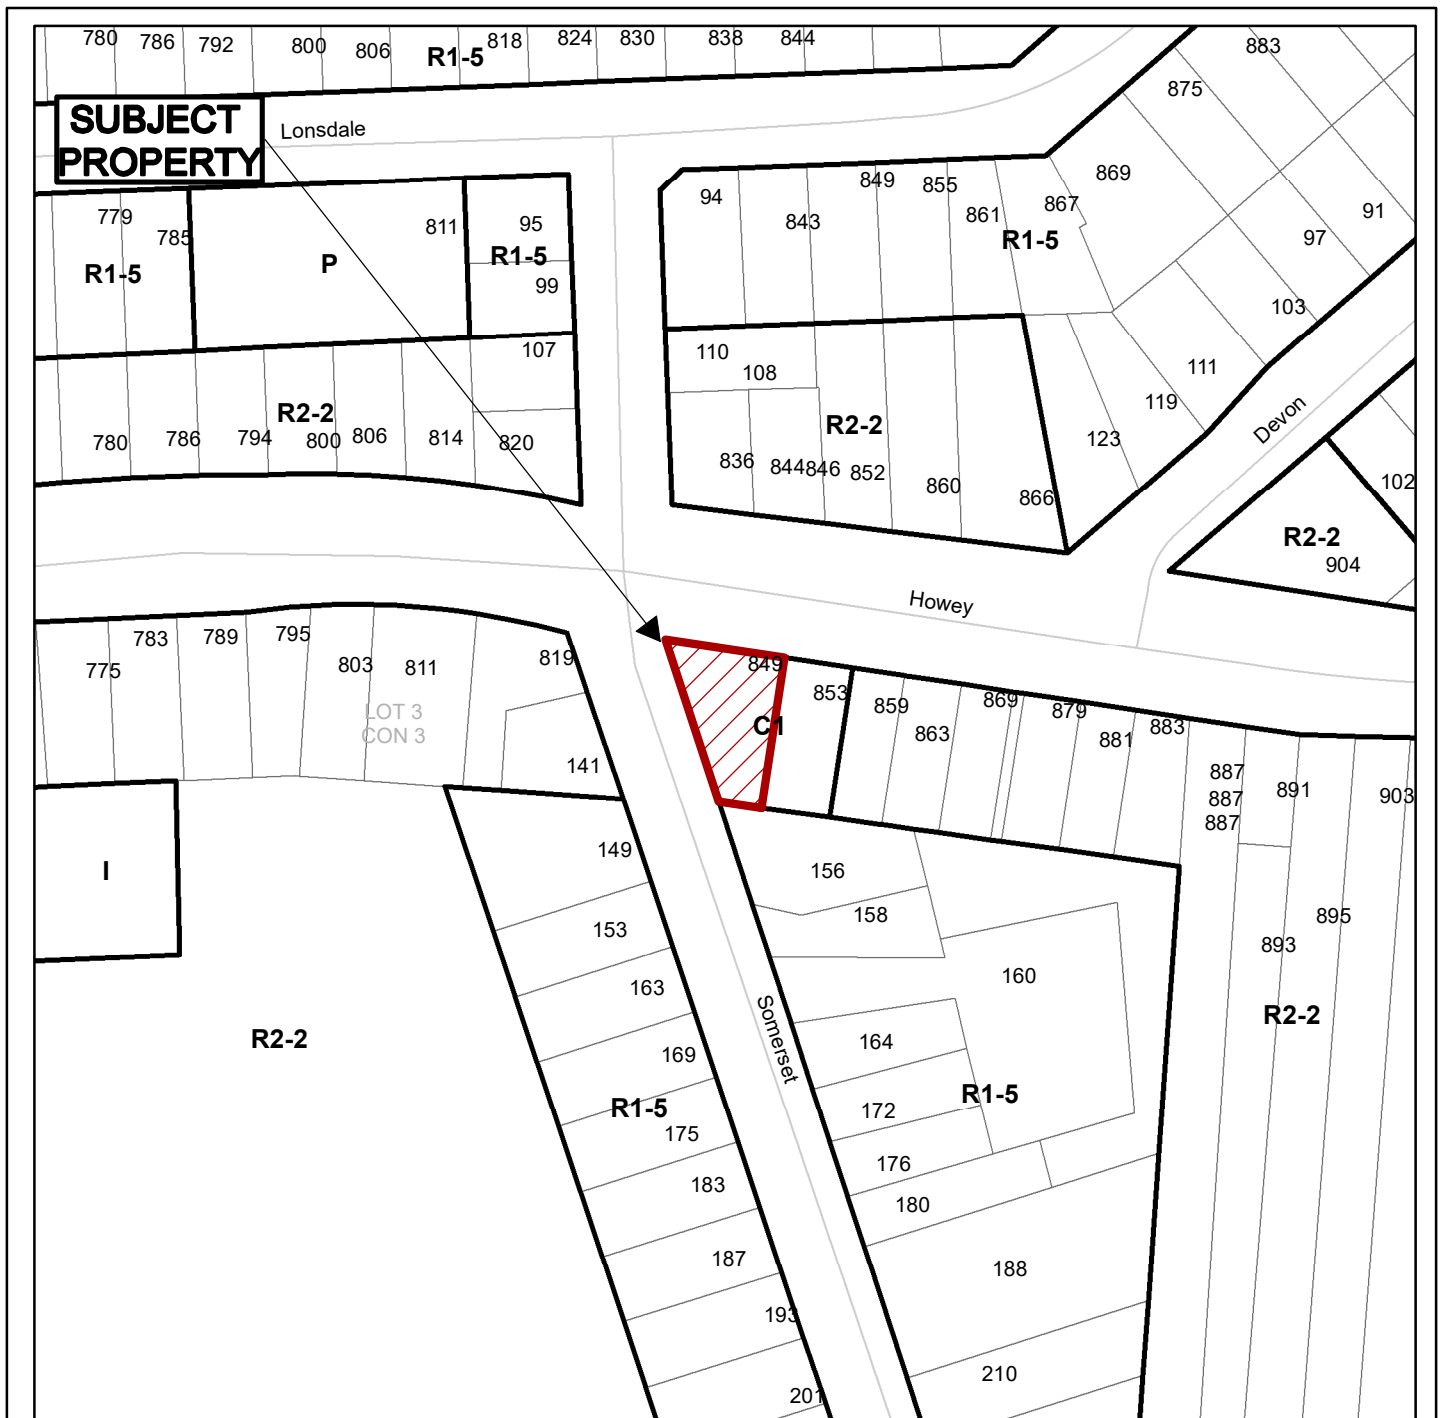 780 786 792 800 806 R1-5 818 824 830 838 844 883
875
SUBJECT
PROPERTY
Lonsdale
779 785 R1-5 P 811 95 R1-5 99
94 843 849 855 861 867 869 R1-5
91 97 103 111 119 123
107
R2-2
780 786 794 800 806 814 820
110 108
R2-2
836 844 846 852 860 866
Devon
102
R2-2
904
Howey
775 783 789 795 803 811 819
LOT 3
CON 3
141
849 853 C1 859 863 869 879 881 883
887
887
887
891 903
I
149
153
163
169
R1-5
175
183
187
193
201
R2-2
Somerset
156
158
160
164
172
R1-5
176
180
188
210
893 895
R2-2